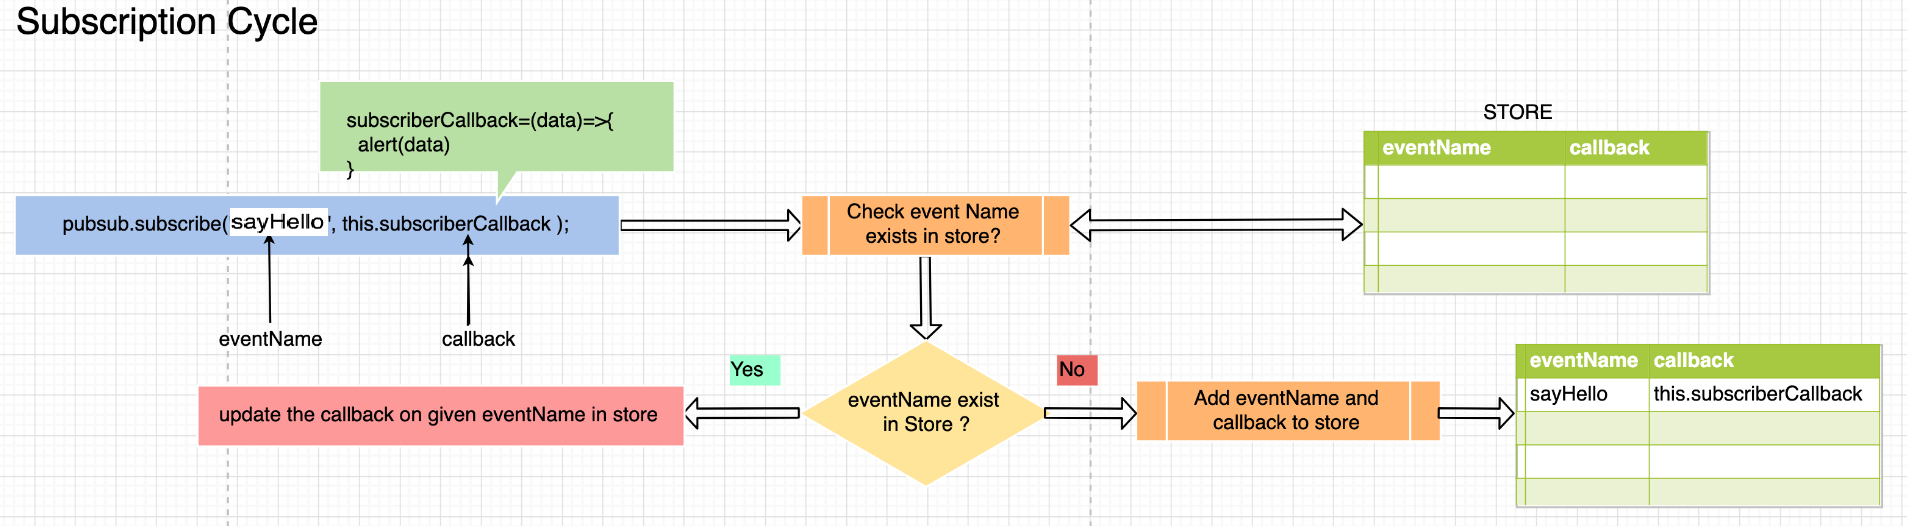 Subscription Cycle
subscriberCallback=(data)=>{
alert(data)
}
pubsub.subscribe( sayHello ', this.subscriberCallback );
eventName
callback
Check event Name
exists in store?
STORE
eventName callback
eventName exist
in Store ?
Yes
update the callback on given eventName in store
No
Add eventName and
callback to store
eventName callback
sayHello this.subscriberCallback